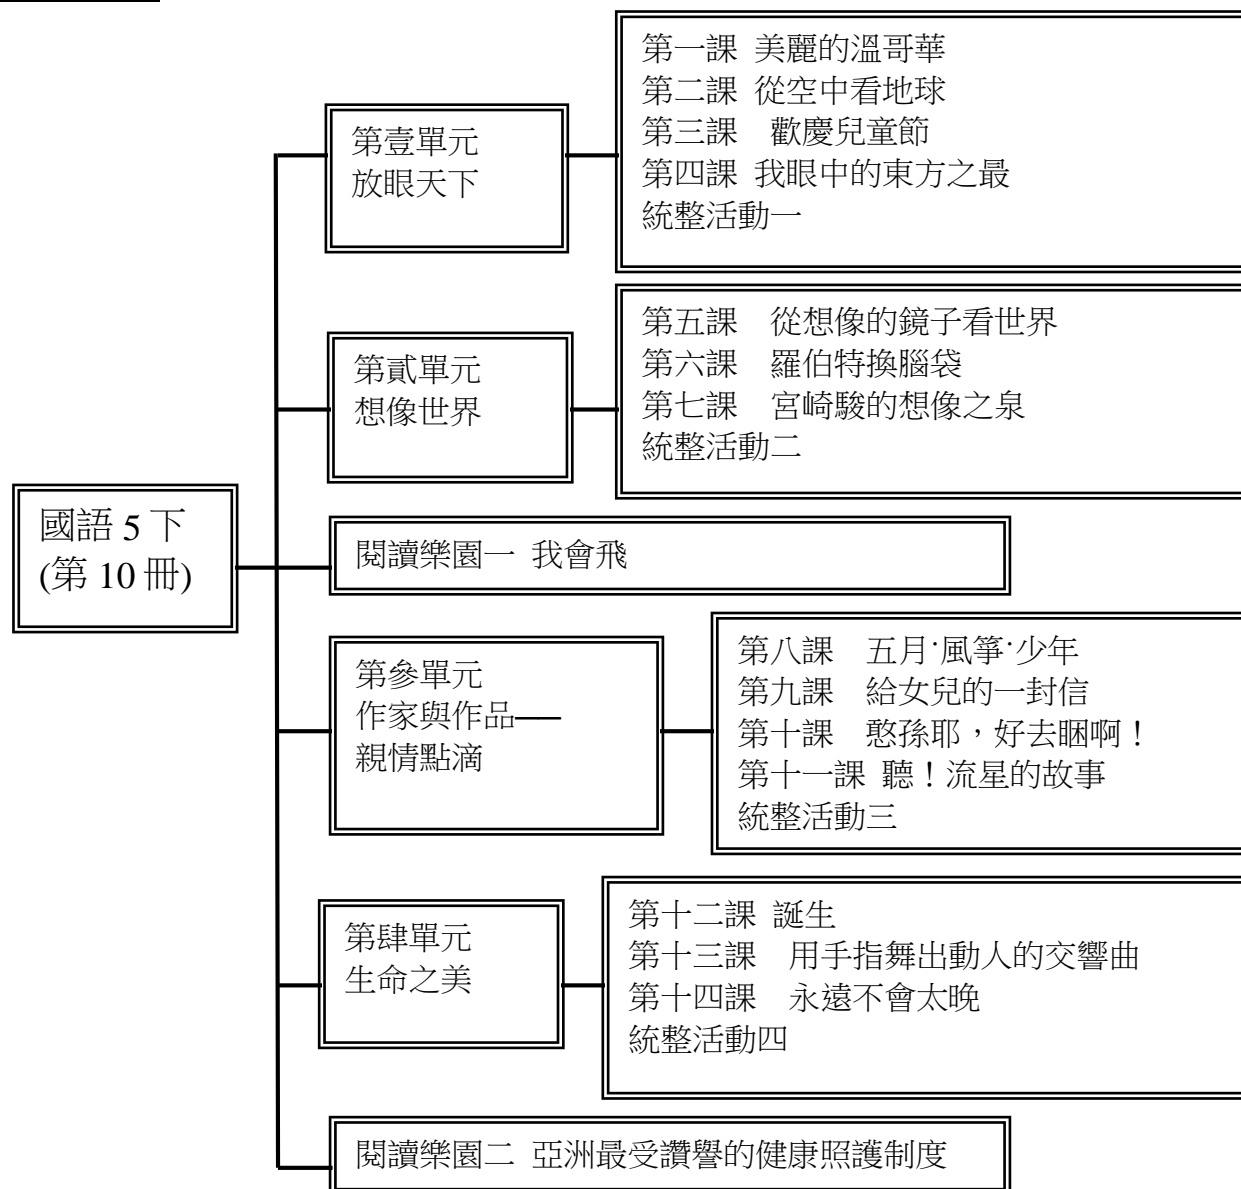 國語 5 下
(第 10 冊)
第壹單元
放眼天下
第一課 美麗的溫哥華
第二課 從空中看地球
第三課 歡慶兒童節
第四課 我眼中的東方之最
統整活動一
第貳單元
想像世界
第五課 從想像的鏡子看世界
第六課 羅伯特換腦袋
第七課 宮崎駿的想像之泉
統整活動二
閱讀樂園一 我會飛
第參單元
作家與作品──
親情點滴
第八課 五月‧風箏‧少年
第九課 給女兒的一封信
第十課 憨孫耶，好去睏啊！
第十一課 聽！流星的故事
統整活動三
第肆單元
生命之美
第十二課 誕生
第十三課 用手指舞出動人的交響曲
第十四課 永遠不會太晚
統整活動四
閱讀樂園二 亞洲最受讚譽的健康照護制度